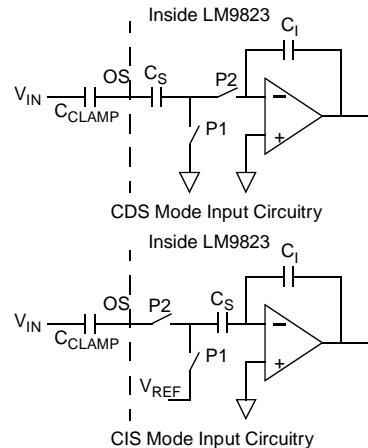 Inside LM9823
C_I
OS C_S P2
V_IN
C_CLAMP
P1
−
+
CDS Mode Input Circuitry
Inside LM9823
C_I
OS P2 C_S
V_IN
C_CLAMP
P1
−
+
V_REF
CIS Mode Input Circuitry